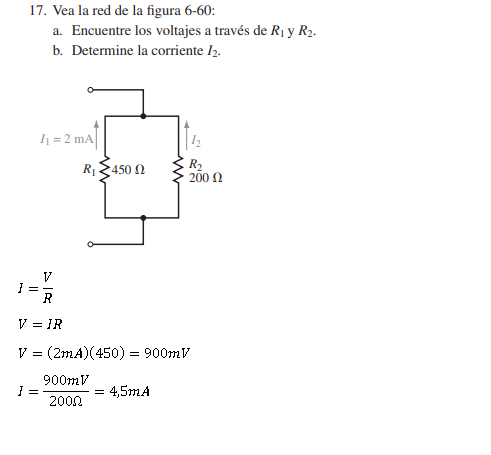 17. Vea la red de la figura 6-60:
a. Encuentre los voltajes a través de R₁ y R₂.
b. Determine la corriente I₂.
I₁ = 2 mA
I₂
R₁ 450 Ω
R₂
200 Ω
I = V/R
V = IR
V = (2mA)(450) = 900mV
I = 900mV/200Ω = 4,5mA